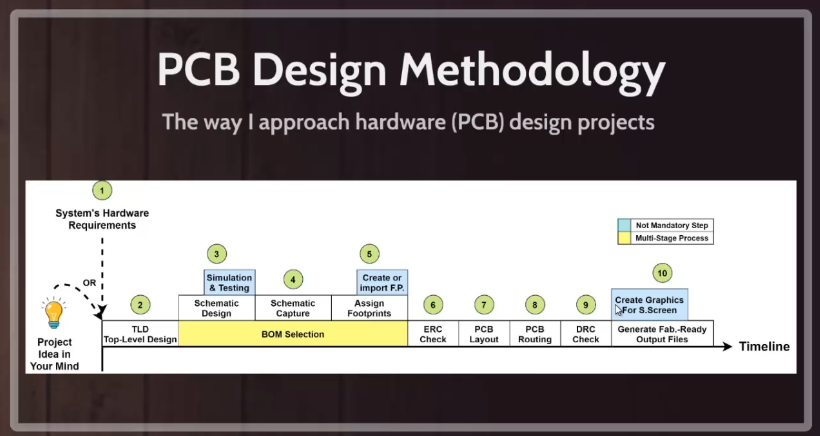 PCB Design Methodology
The way I approach hardware (PCB) design projects
1
System's Hardware
Requirements
OR
Project
Idea in
Your Mind
2
TLD
Top-Level Design
3
Simulation
& Testing
Schematic
Design
4
Schematic
Capture
5
Create or
import F.P.
Assign
Footprints
BOM Selection
6
ERC
Check
7
PCB
Layout
8
PCB
Routing
9
DRC
Check
10
Create Graphics
For S.Screen
Generate Fab.-Ready
Output Files
Not Mandatory Step
Multi-Stage Process
Timeline